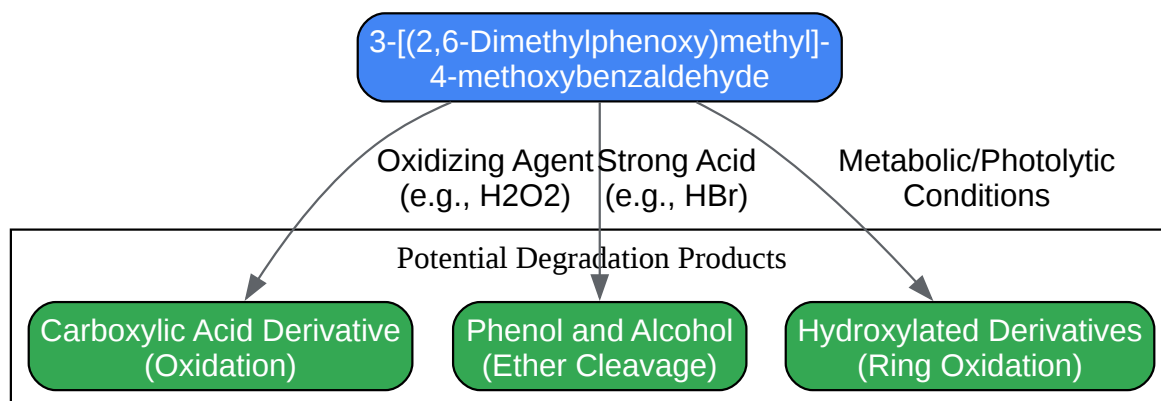 3-[(2,6-Dimethylphenoxy)methyl]-
4-methoxybenzaldehyde
Oxidizing Agent
(e.g., H2O2)
Strong Acid
(e.g., HBr)
Metabolic/Photolytic
Conditions
Potential Degradation Products
Carboxylic Acid Derivative
(Oxidation)
Phenol and Alcohol
(Ether Cleavage)
Hydroxylated Derivatives
(Ring Oxidation)